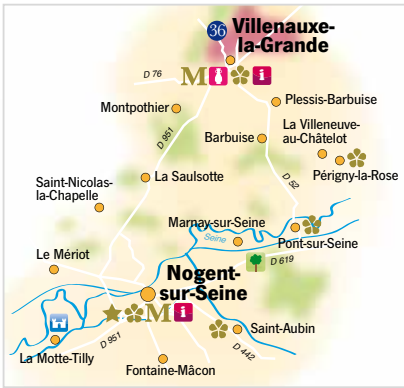 36
Villenauxe-
la-Grande
M
i
D 76
Montpothier
Plessis-Barbuise
D 951
Barbuise
La Villeneuve-
au-Châtelot
Périgny-la-Rose
La Saulsotte
D 52
Saint-Nicolas-
la-Chapelle
Marnay-sur-Seine
Seine
Pont-sur-Seine
Le Mériot
D 619
Nogent-
sur-Seine
M
i
Saint-Aubin
D 951
D 442
La Motte-Tilly
Fontaine-Mâcon